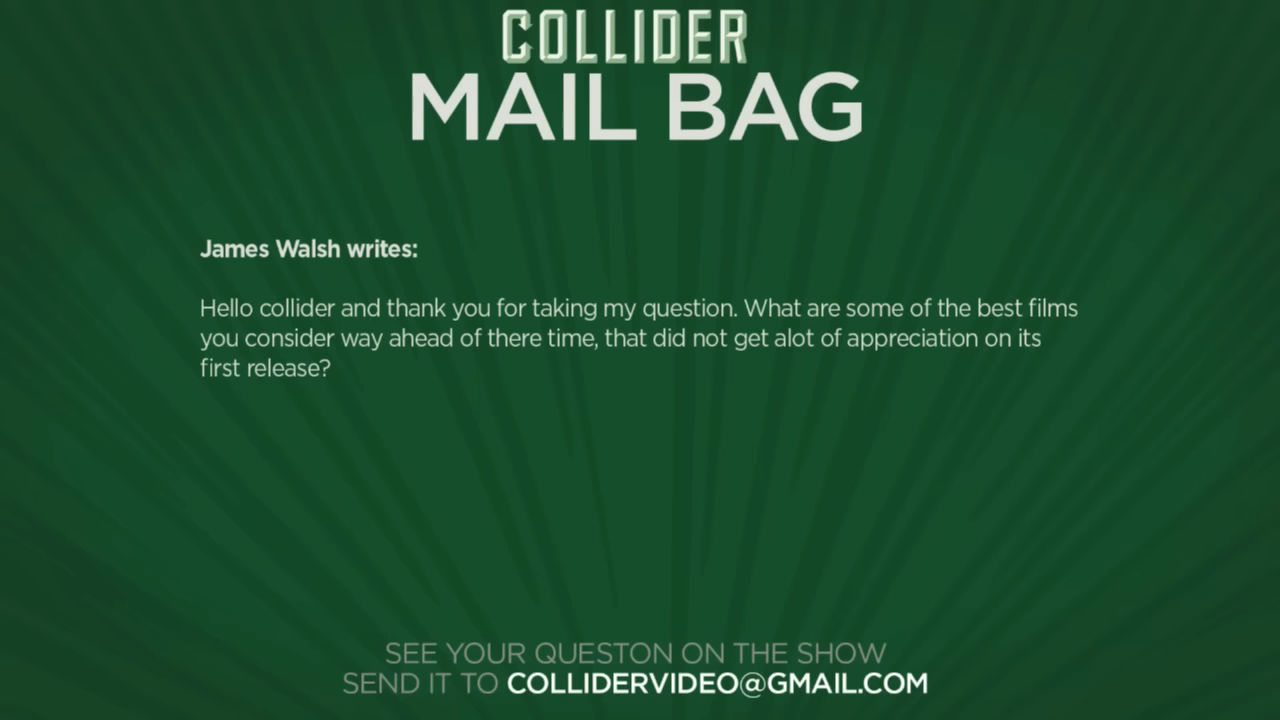 COLLIDER
MAIL BAG
James Walsh writes:
Hello collider and thank you for taking my question. What are some of the best films
you consider way ahead of there time, that did not get alot of appreciation on its
first release?
SEE YOUR QUESTON ON THE SHOW
SEND IT TO COLLIDERVIDEO@GMAIL.COM